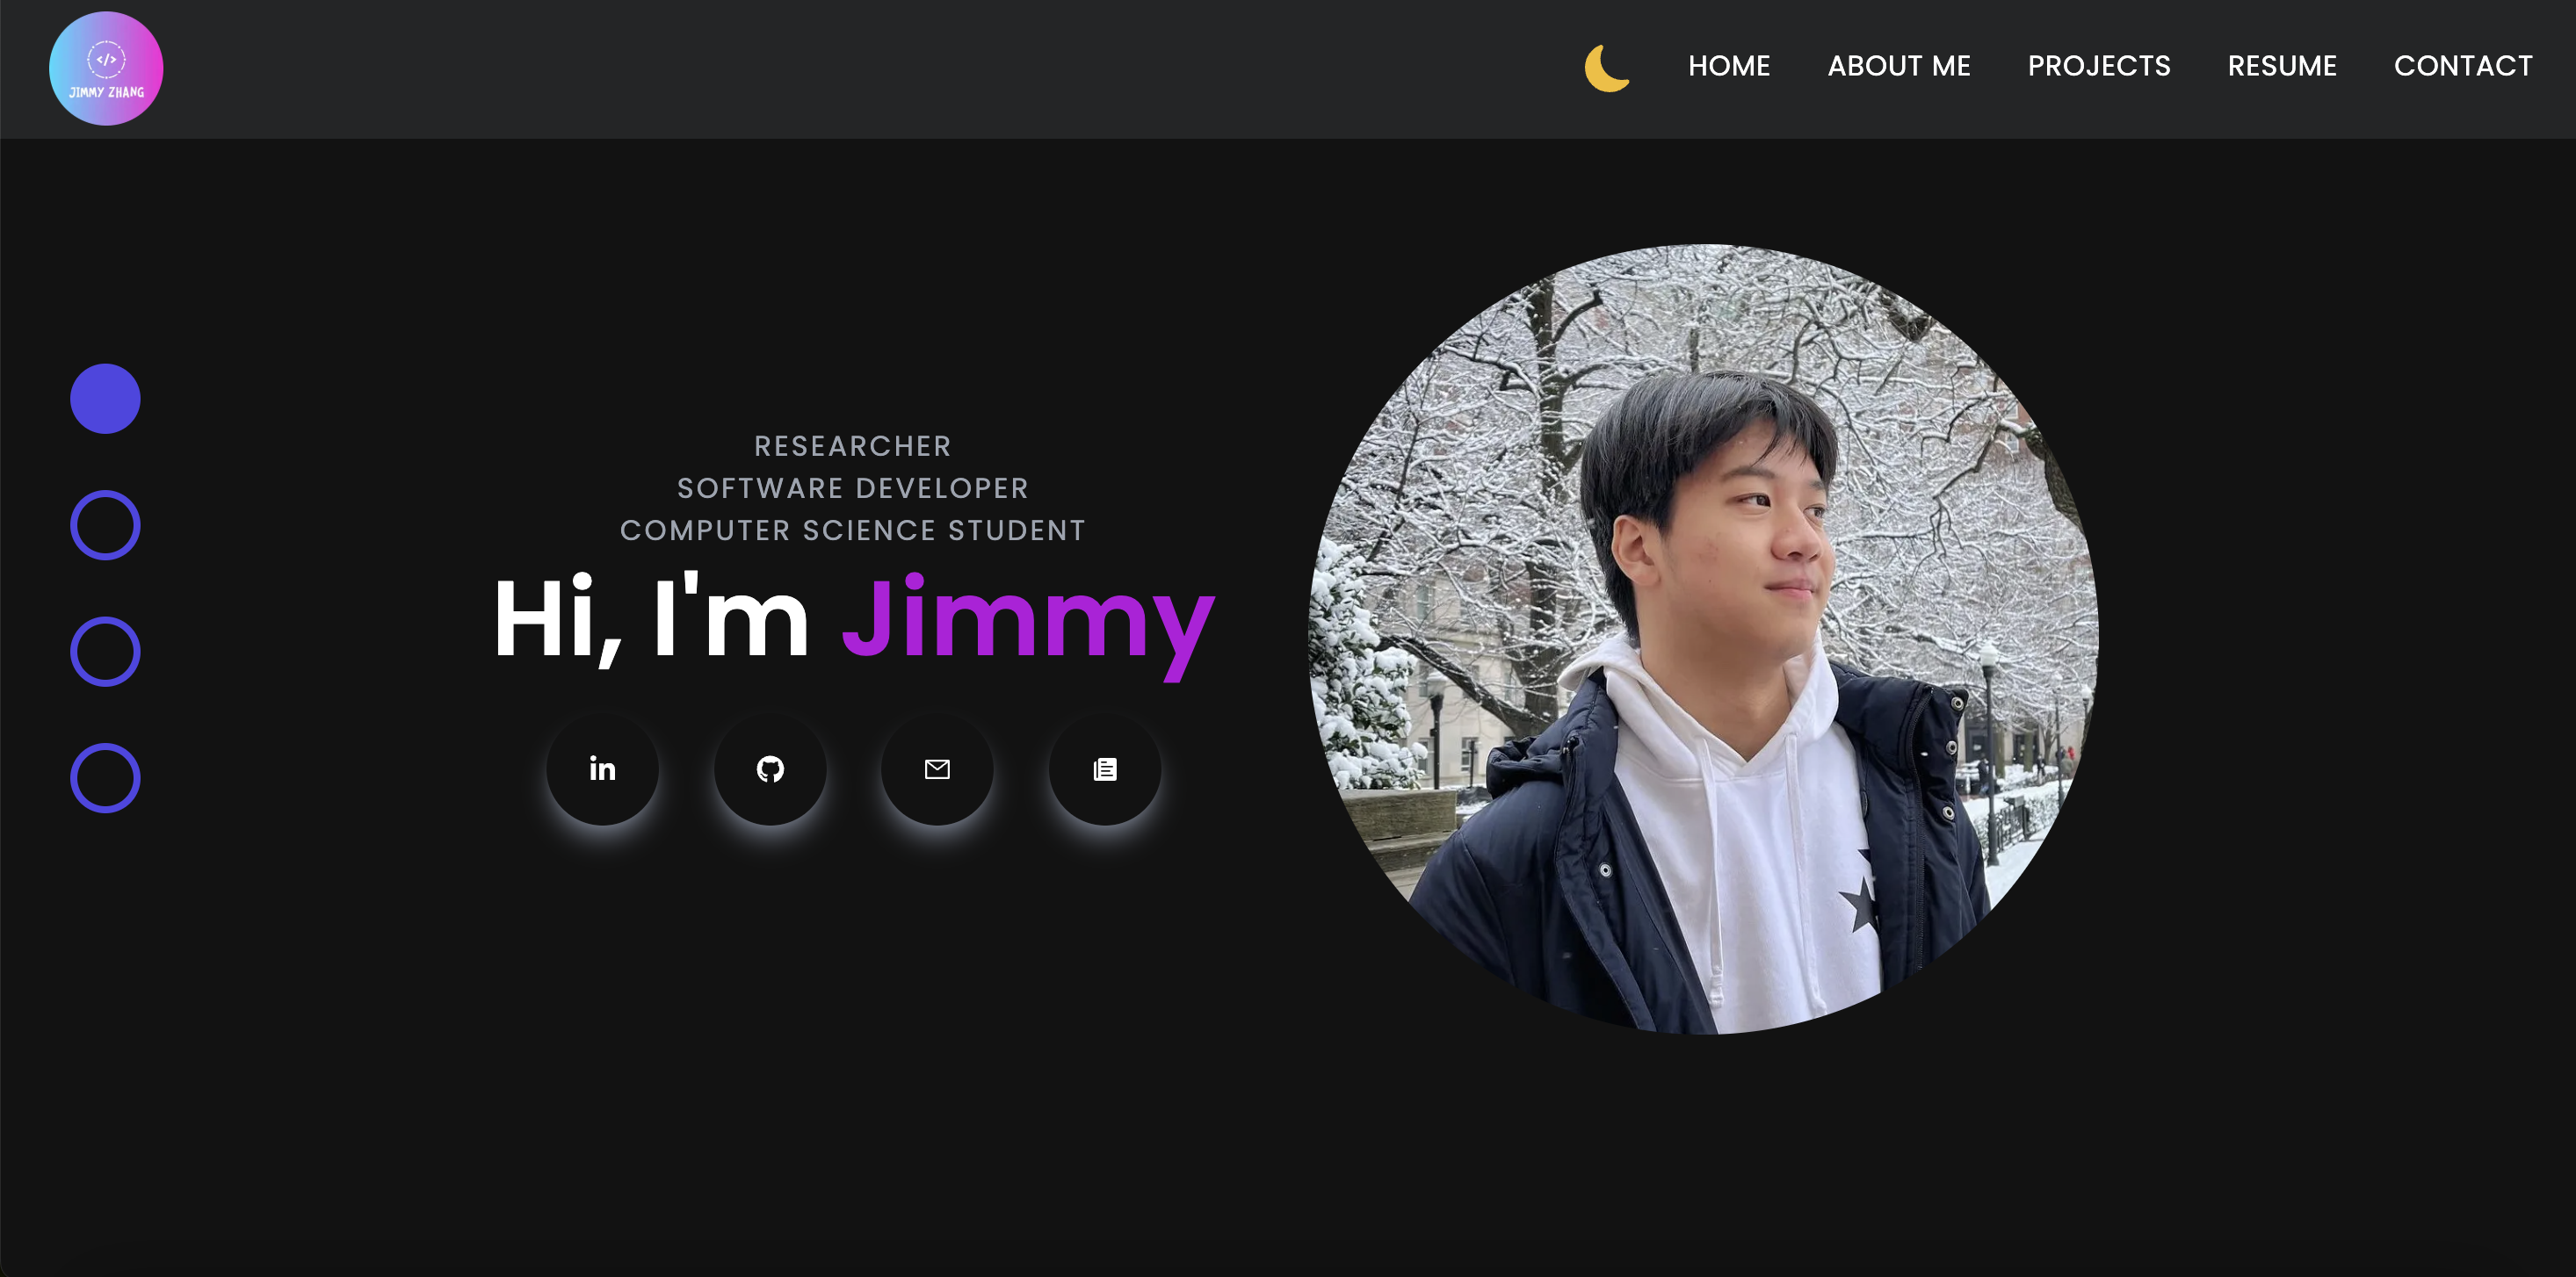 JIMMY ZHANG
HOME ABOUT ME PROJECTS RESUME CONTACT
RESEARCHER
SOFTWARE DEVELOPER
COMPUTER SCIENCE STUDENT
Hi, I'm Jimmy
in